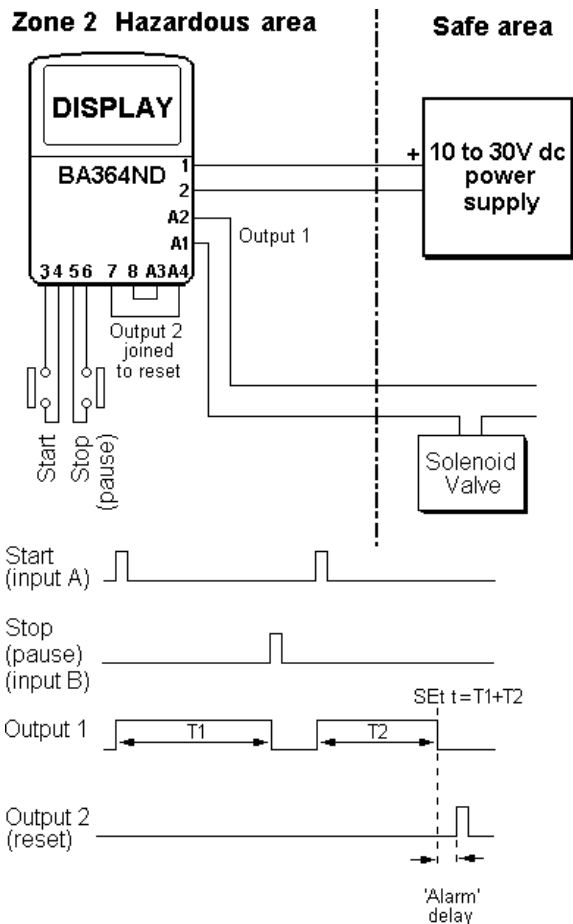 Zone 2 Hazardous area
Safe area
DISPLAY
BA364ND
1
2
A2
A1
3 4 5 6 7 8 A3 A4
+
10 to 30V dc
power
supply
Output 1
Output 2
joined
to reset
Start
Stop
(pause)
Solenoid
Valve
Start
(input A)
Stop
(pause)
(input B)
SEt t=T1+T2
Output 1
T1
T2
Output 2
(reset)
'Alarm'
delay